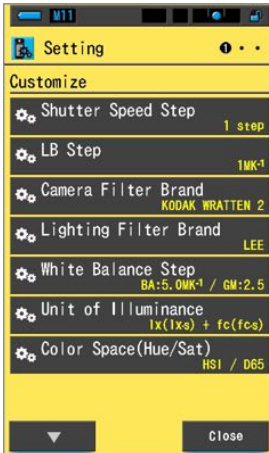 M11
Setting
❶・・
Customize
Shutter Speed Step
1 step
LB Step
1MK⁻¹
Camera Filter Brand
KODAK WRATTEN 2
Lighting Filter Brand
LEE
White Balance Step
BA:5.0MK⁻¹ / GM:2.5
Unit of Illuminance
lx(lx·s) + fc(fc·s)
Color Space(Hue/Sat)
HSI / D65
▼ Close